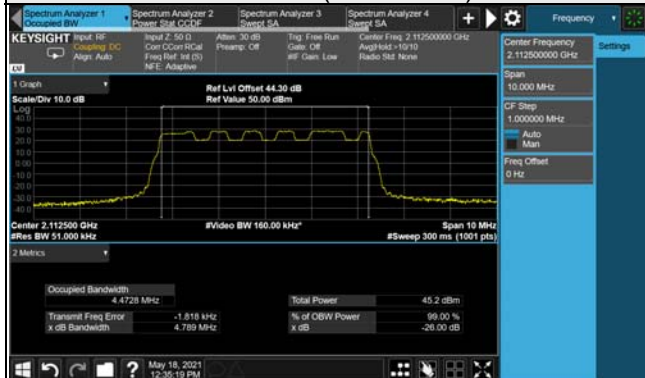 Spectrum Analyzer 1
Occupied BW
Spectrum Analyzer 2
Power Stat CCDF
Spectrum Analyzer 3
Swept SA
Spectrum Analyzer 4
Swept SA
Frequency
KEYSIGHT
Input: RF
Coupling: DC
Align: Auto
Input Z: 50 Ω
Corr CCorr RCal
Freq Ref: Int (S)
NFE: Adaptive
Atten: 30 dB
Preamp: Off
Trig: Free Run
Gate: Off
#IF Gain: Low
Center Freq: 2.112500000 GHz
Avg|Hold:>10/10
Radio Std: None
Center Frequency
2.112500000 GHz
Settings
Span
10.000 MHz
CF Step
1.000000 MHz
Auto
Man
Freq Offset
0 Hz
1 Graph
Scale/Div 10.0 dB
Ref Lvl Offset 44.30 dB
Ref Value 50.00 dBm
Log
40.0
30.0
20.0
10.0
0.00
-10.0
-20.0
-30.0
-40.0
Center 2.112500 GHz
#Res BW 51.000 kHz
#Video BW 160.00 kHz*
Span 10 MHz
#Sweep 300 ms (1001 pts)
2 Metrics
Occupied Bandwidth
4.4728 MHz
Total Power
45.2 dBm
Transmit Freq Error
-1.818 kHz
% of OBW Power
99.00 %
x dB Bandwidth
4.789 MHz
x dB
-26.00 dB
?
May 18, 2021
12:35:19 PM